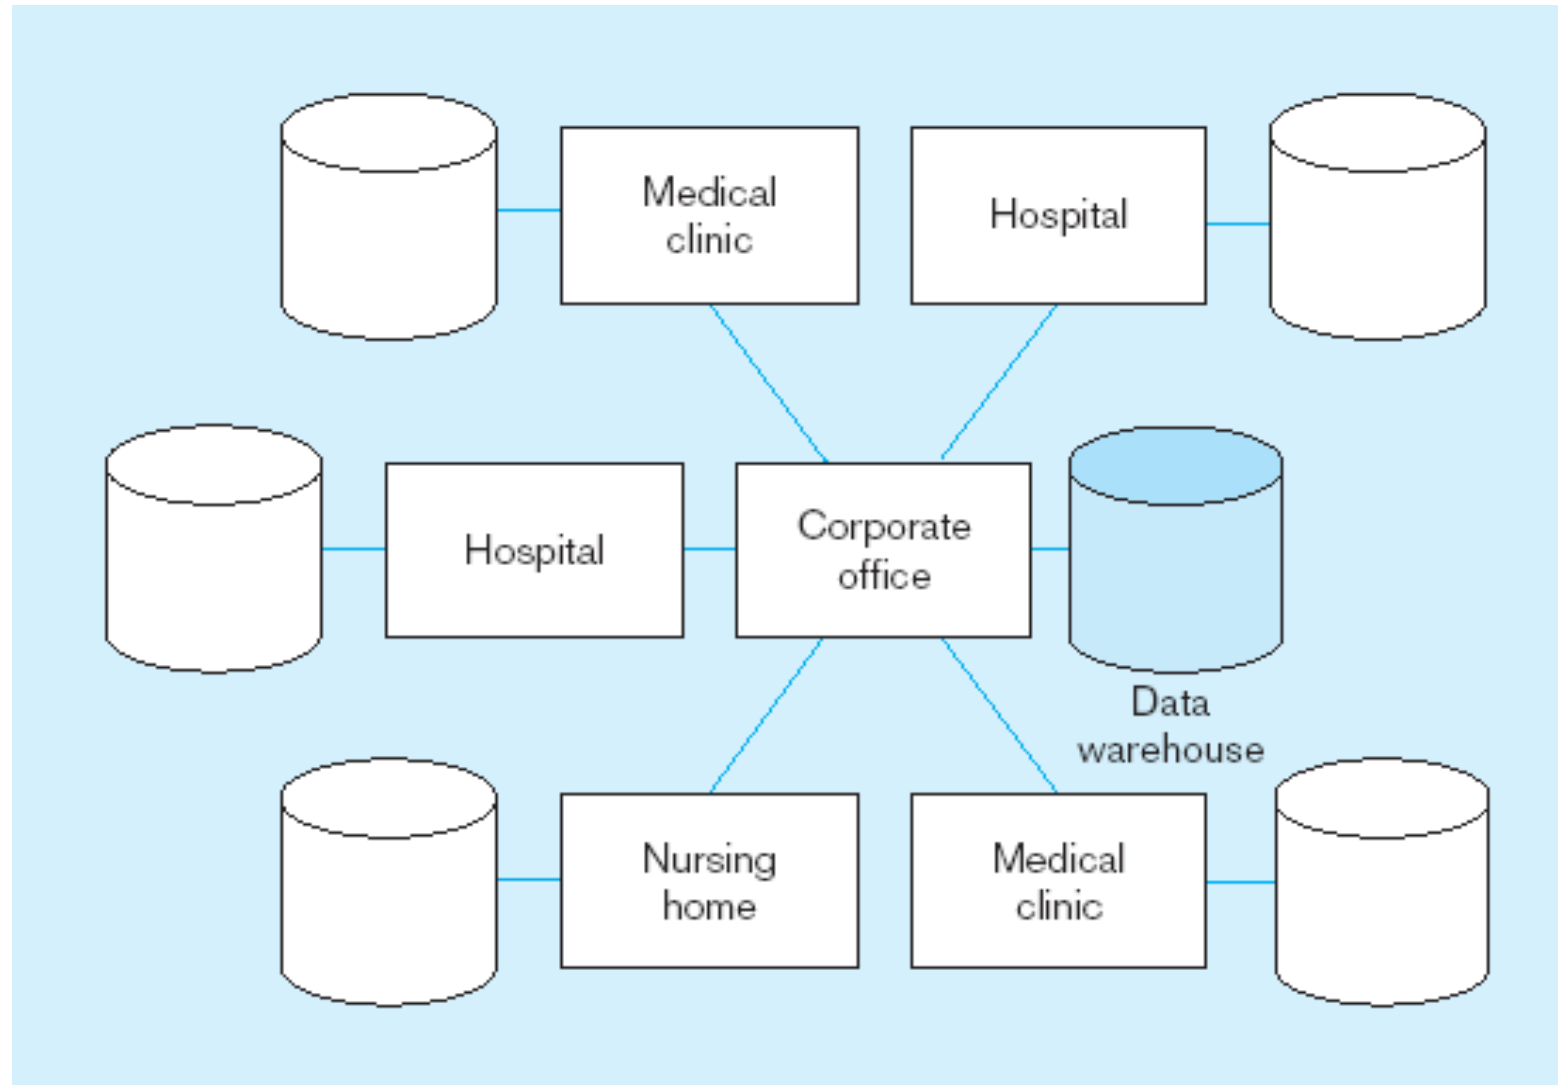 Medical
clinic
Hospital
Hospital
Corporate
office
Data
warehouse
Nursing
home
Medical
clinic